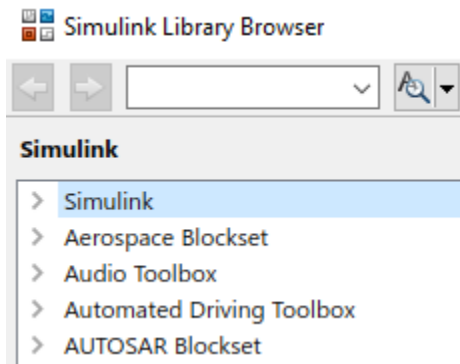 Simulink Library Browser
Simulink
Simulink
Aerospace Blockset
Audio Toolbox
Automated Driving Toolbox
AUTOSAR Blockset